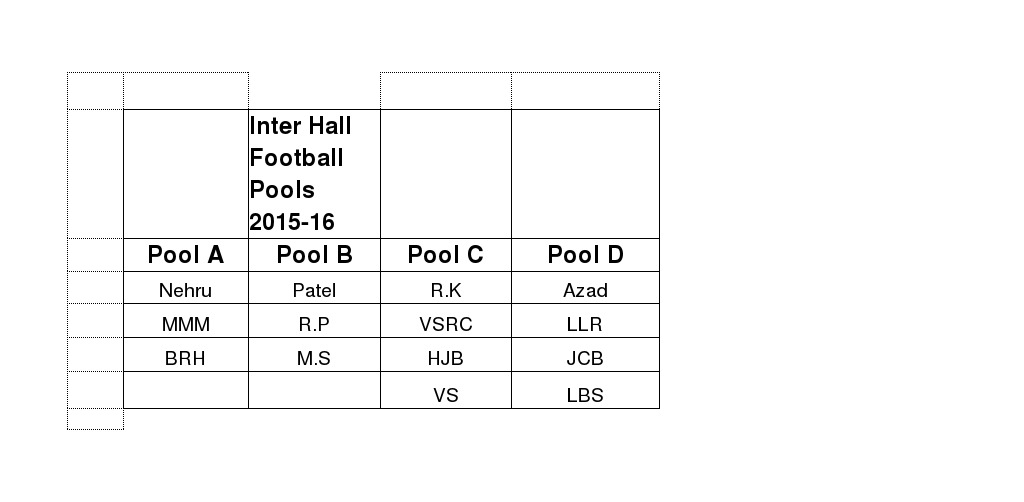 Inter Hall
Football
Pools
2015-16
Pool A Pool B Pool C Pool D
Nehru Patel R.K Azad
MMM R.P VSRC LLR
BRH M.S HJB JCB
VS LBS